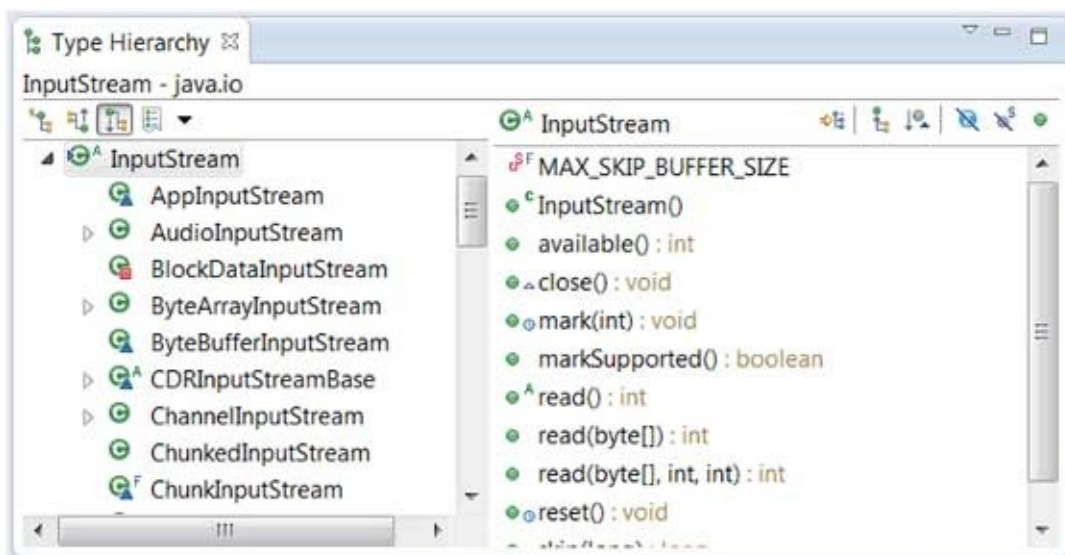 Type Hierarchy
InputStream - java.io
InputStream
AppInputStream
AudioInputStream
BlockDataInputStream
ByteArrayInputStream
ByteBufferInputStream
CDRInputStreamBase
ChannelInputStream
ChunkedInputStream
ChunkInputStream
InputStream
MAX_SKIP_BUFFER_SIZE
InputStream()
available() : int
close() : void
mark(int) : void
markSupported() : boolean
read() : int
read(byte[]) : int
read(byte[], int, int) : int
reset() : void